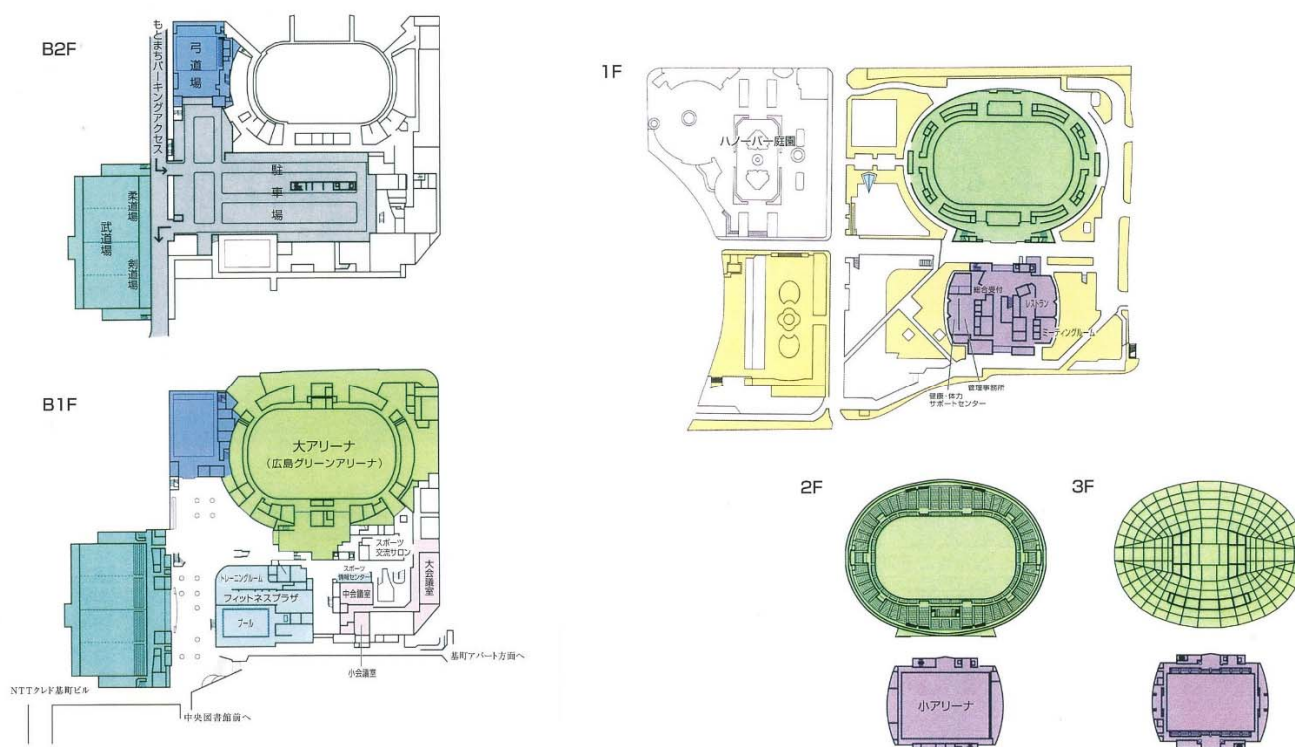 B2F
もとまちパーキングアクセス
弓道場
駐車場
柔道場
武道場
剣道場
B1F
大アリーナ
(広島グリーンアリーナ)
スポーツ
交流サロン
スポーツ
情報センター
大会議室
トレーニングルーム
フィットネスプラザ
中会議室
プール
小会議室
基町アパート方面へ
NTTクレド基町ビル
中央図書館前へ
1F
ハノーバー庭園
総合受付
レストラン
ミーティングルーム
管理事務所
健康・体力
サポートセンター
2F
3F
小アリーナ